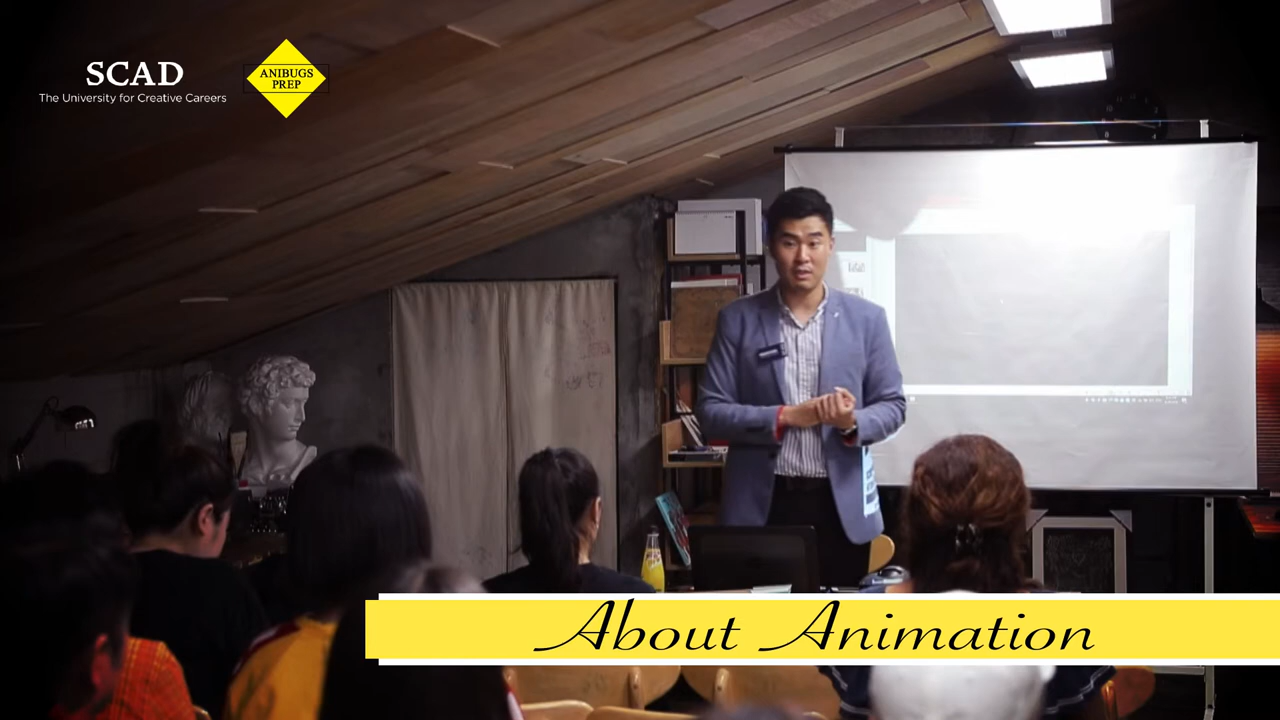 SCAD
The University for Creative Careers
ANIBUGS
PREP
About Animation